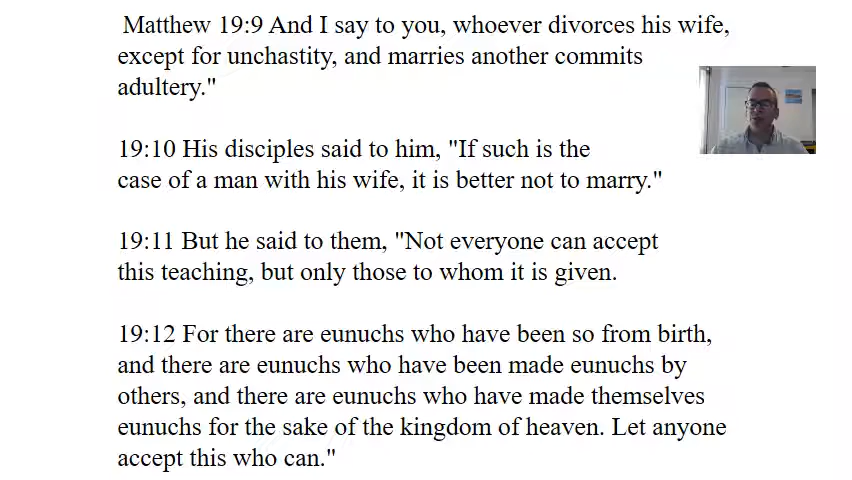 Matthew 19:9 And I say to you, whoever divorces his wife,
except for unchastity, and marries another commits
adultery."
19:10 His disciples said to him, "If such is the
case of a man with his wife, it is better not to marry."
19:11 But he said to them, "Not everyone can accept
this teaching, but only those to whom it is given.
19:12 For there are eunuchs who have been so from birth,
and there are eunuchs who have been made eunuchs by
others, and there are eunuchs who have made themselves
eunuchs for the sake of the kingdom of heaven. Let anyone
accept this who can."